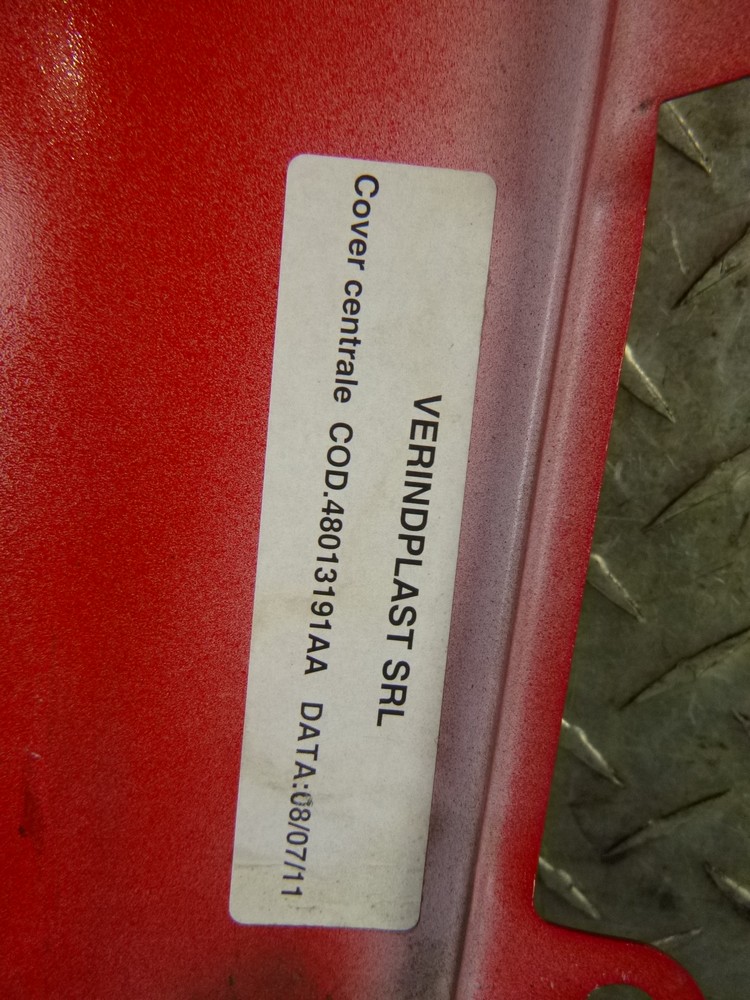 VERINDPLAST SRL
Cover centrale COD.48013191AA DATA:08/07/11